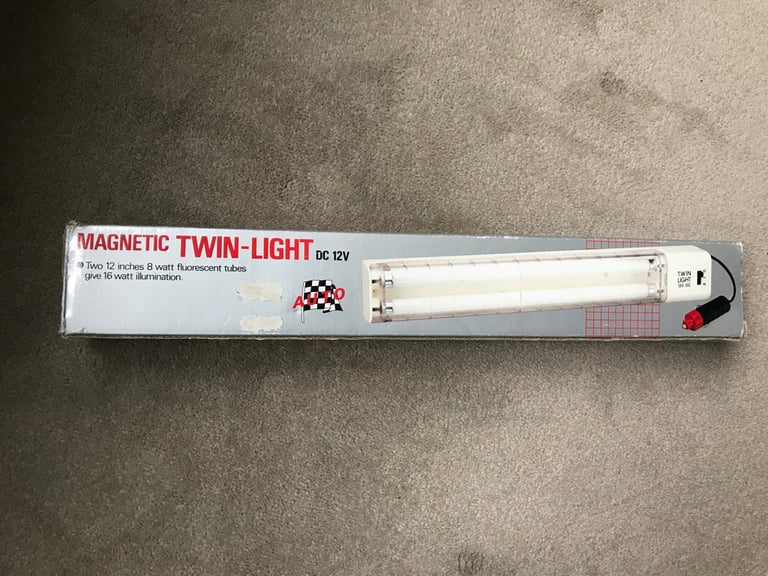 MAGNETIC TWIN-LIGHT DC 12V
Two 12 inches 8 watt fluorescent tubes
give 16 watt illumination.
AUTO
TWIN
LIGHT
12V DC